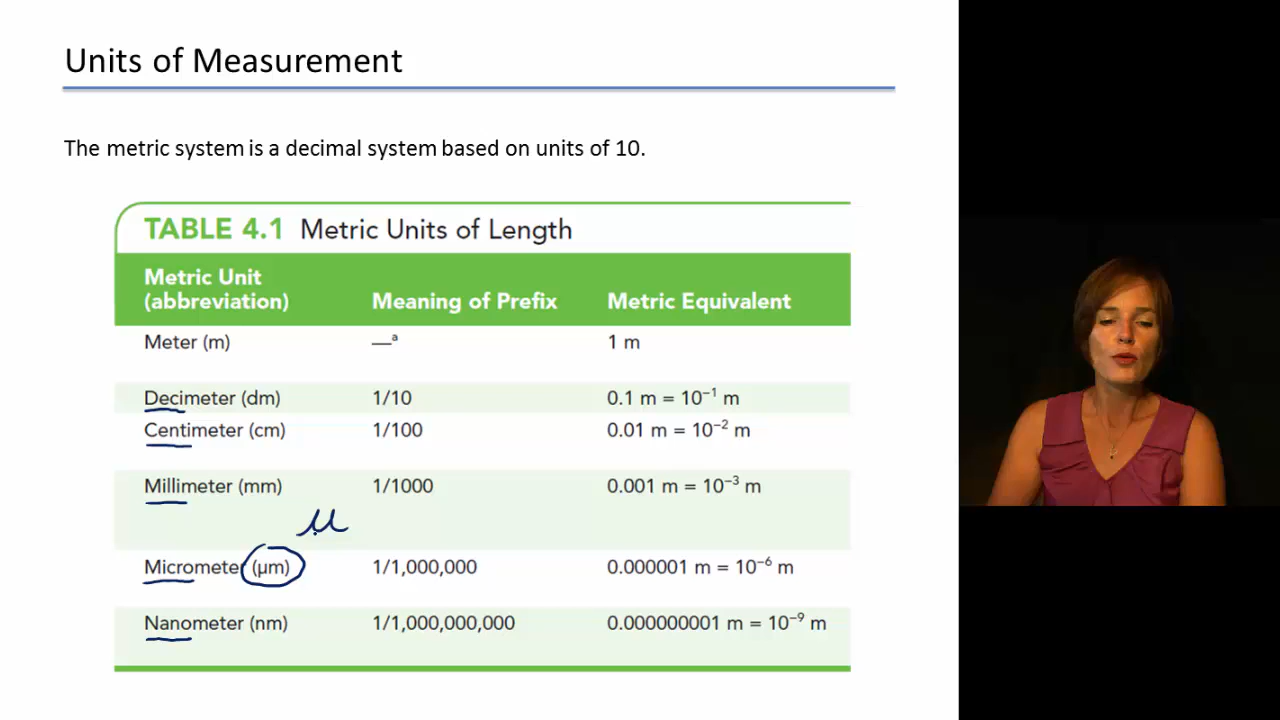 Units of Measurement
The metric system is a decimal system based on units of 10.
TABLE 4.1 Metric Units of Length
Metric Unit
(abbreviation) Meaning of Prefix Metric Equivalent
Meter (m) —ᵃ 1 m
Decimeter (dm) 1/10 0.1 m = 10⁻¹ m
Centimeter (cm) 1/100 0.01 m = 10⁻² m
Millimeter (mm) 1/1000 0.001 m = 10⁻³ m
μ
Micrometer (μm) 1/1,000,000 0.000001 m = 10⁻⁶ m
Nanometer (nm) 1/1,000,000,000 0.000000001 m = 10⁻⁹ m